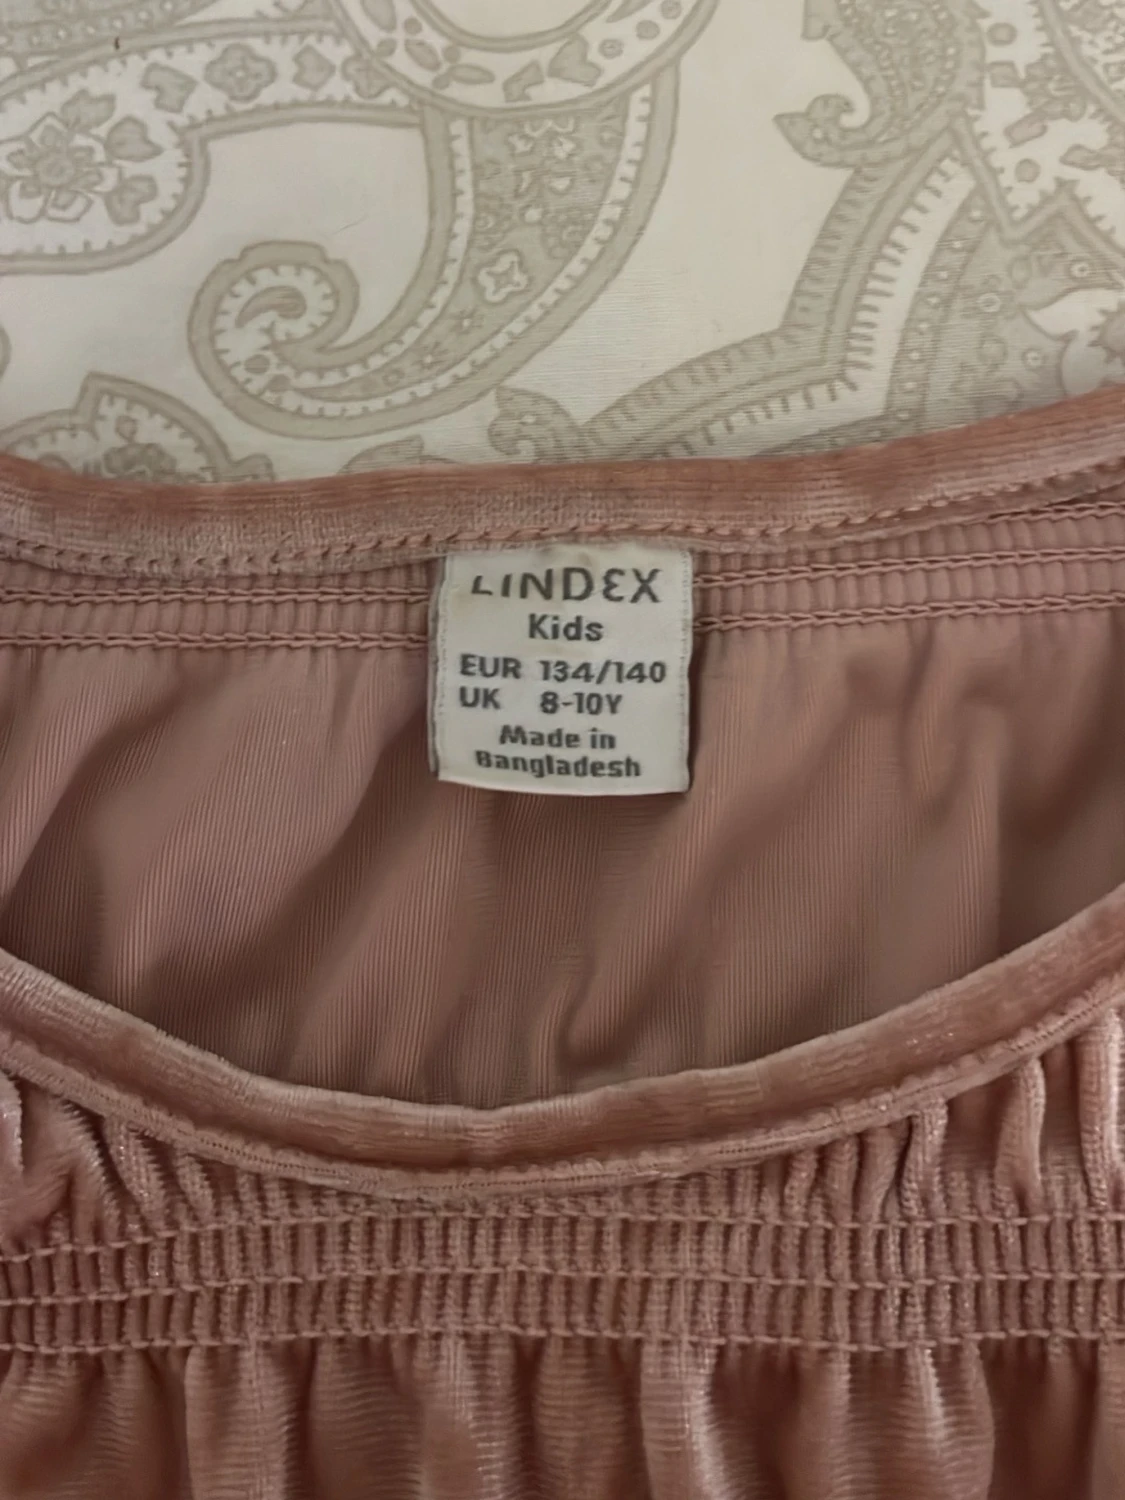 LINDEX
Kids
EUR 134/140
UK 8-10Y
Made in
Bangladesh